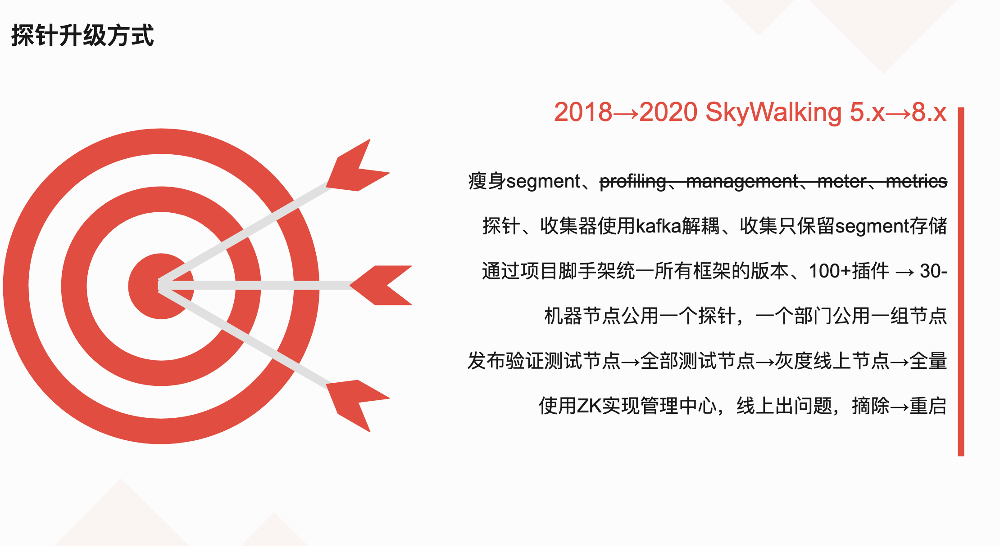 探针升级方式
2018→2020 SkyWalking 5.x→8.x
瘦身segment、profiling、management、meter、metrics
探针、收集器使用kafka解耦、收集只保留segment存储
通过项目脚手架统一所有框架的版本、100+插件 → 30-
机器节点公用一个探针，一个部门公用一组节点
发布验证测试节点→全部测试节点→灰度线上节点→全量
使用ZK实现管理中心，线上出问题，摘除→重启